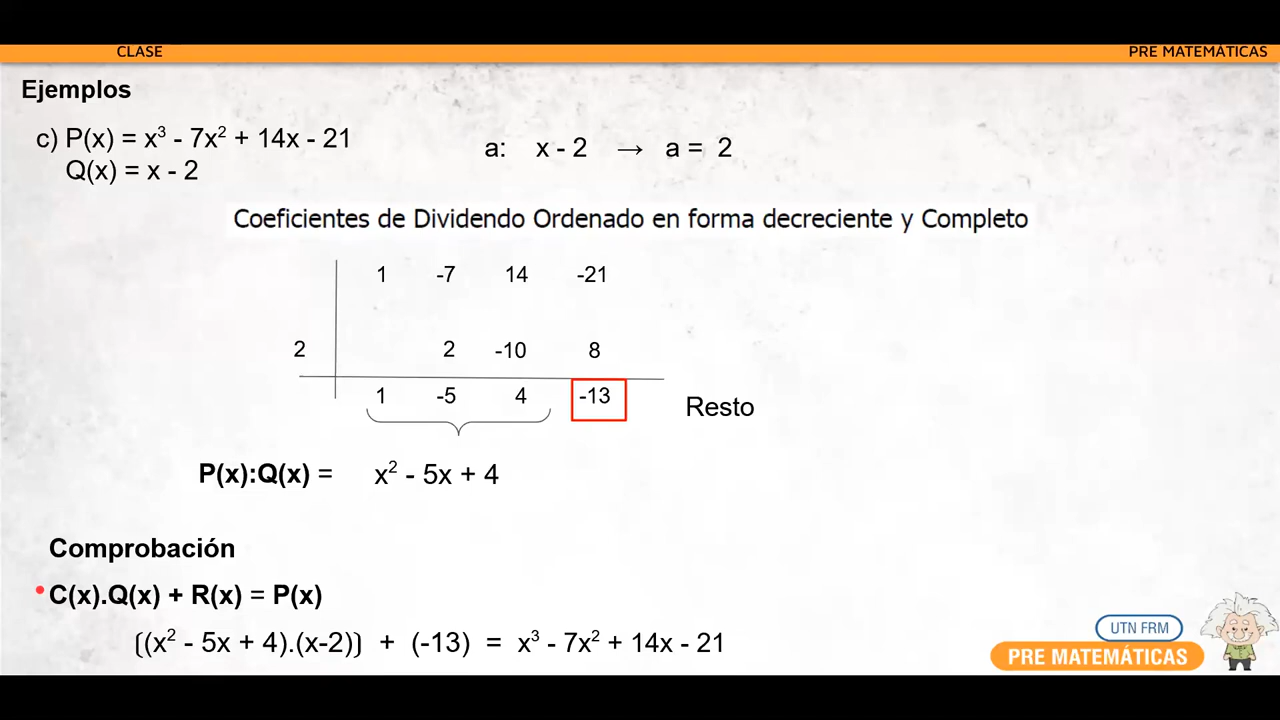 CLASE PRE MATEMÁTICAS
Ejemplos
c) P(x) = x³ - 7x² + 14x - 21
Q(x) = x - 2
a: x - 2 → a = 2
Coeficientes de Dividendo Ordenado en forma decreciente y Completo
1 -7 14 -21
2 2 -10 8
1 -5 4 -13
Resto
P(x):Q(x) = x² - 5x + 4
Comprobación
• C(x).Q(x) + R(x) = P(x)
((x² - 5x + 4).(x-2)) + (-13) = x³ - 7x² + 14x - 21
UTN FRM
PRE MATEMÁTICAS